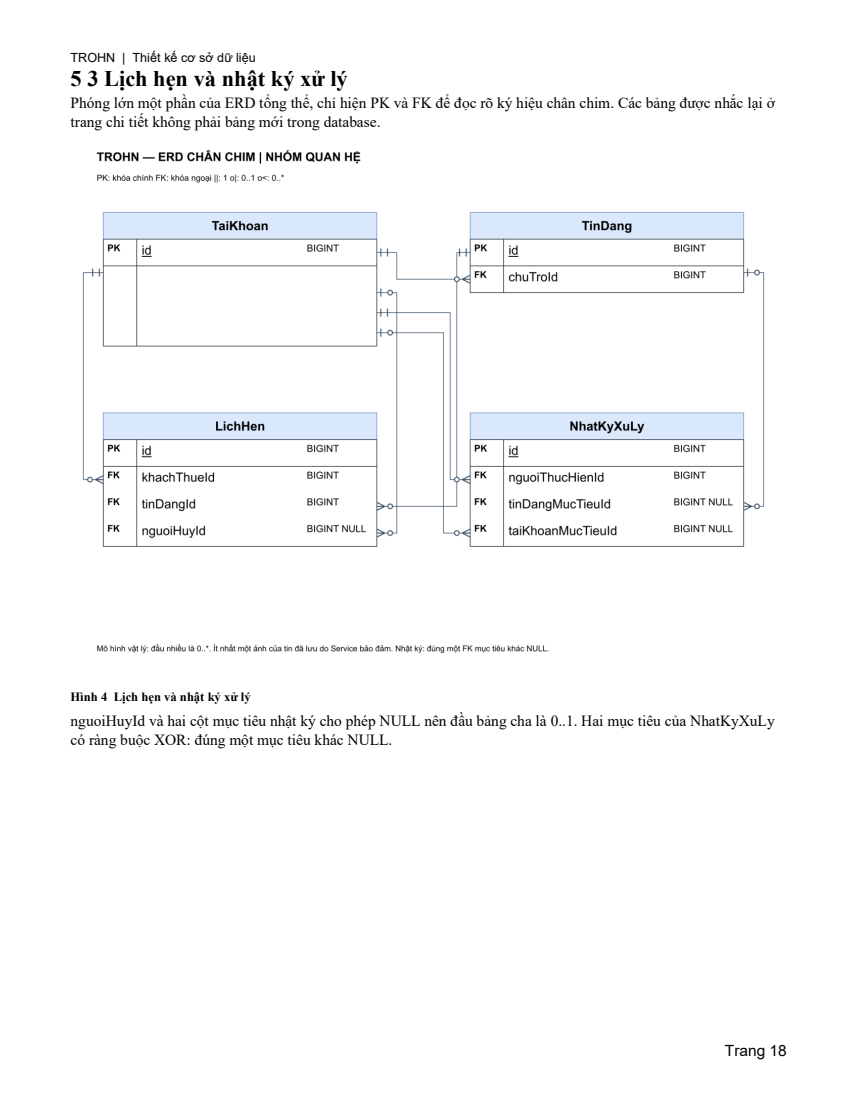 TROHN | Thiết kế cơ sở dữ liệu
5 3 Lịch hẹn và nhật ký xử lý
Phóng lớn một phần của ERD tổng thể, chỉ hiện PK và FK để đọc rõ ký hiệu chân chim. Các bảng được nhắc lại ở
trang chi tiết không phải bảng mới trong database.
TROHN — ERD CHÂN CHIM | NHÓM QUAN HỆ
PK: khóa chính FK: khóa ngoại ||: 1 o|: 0..1 o<: 0..*
TaiKhoan
PK id BIGINT
TinDang
PK id BIGINT
FK chuTroId BIGINT
LichHen
PK id BIGINT
FK khachThueId BIGINT
FK tinDangId BIGINT
FK nguoiHuyId BIGINT NULL
NhatKyXuLy
PK id BIGINT
FK nguoiThucHienId BIGINT
FK tinDangMucTieuId BIGINT NULL
FK taiKhoanMucTieuId BIGINT NULL
Mô hình vật lý: đầu nhiều là 0..*. Ít nhất một ảnh của tin đã lưu do Service bảo đảm. Nhật ký: đúng một FK mục tiêu khác NULL.
Hình 4 Lịch hẹn và nhật ký xử lý
nguoiHuyId và hai cột mục tiêu nhật ký cho phép NULL nên đầu bảng cha là 0..1. Hai mục tiêu của NhatKyXuLy
có ràng buộc XOR: đúng một mục tiêu khác NULL.
Trang 18